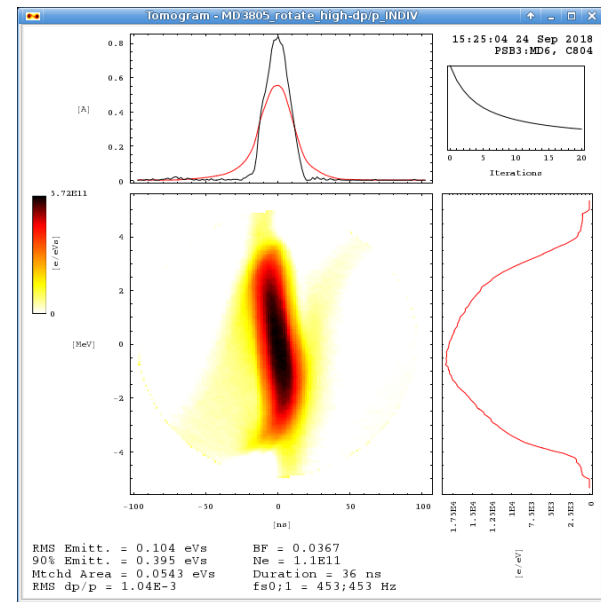 Tomogram - MD3805_rotate_high-dp/p_INDIV
15:25:04 24 Sep 2018
PSB3:MD6, C804
0.8
0.6
0.4
0.2
0
[A]
0 5 10 15 20
Iterations
5.72E11
[e/eVs]
0
4
2
0
-2
-4
[MeV]
-100 -50 0 50 100
[ns]
1.75E4 1.5E4 1.25E4 1E4 7.5E3 5E3 2.5E3 0
[e/eV]
RMS Emitt. = 0.104 eVs BF = 0.0367
90% Emitt. = 0.395 eVs Ne = 1.1E11
Mtchd Area = 0.0543 eVs Duration = 36 ns
RMS dp/p = 1.04E-3 fs0;1 = 453;453 Hz